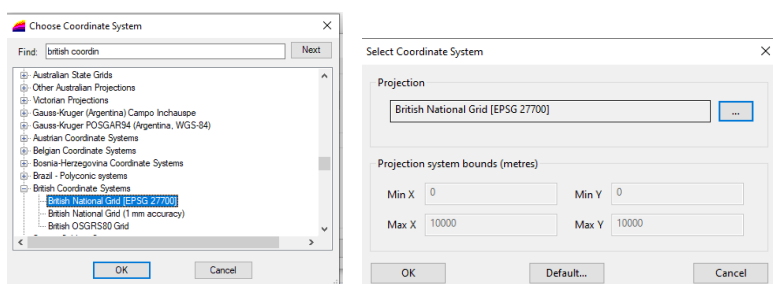 Choose Coordinate System
Find: british coordin Next
Australian State Grids
Other Australian Projections
Victorian Projections
Gauss-Kruger (Argentina) Campo Inchauspe
Gauss-Kruger POSGAR94 (Argentina, WGS-84)
Austrian Coordinate Systems
Belgian Coordinate Systems
Bosnia-Herzegovina Coordinate Systems
Brazil - Polyconic systems
British Coordinate Systems
British National Grid [EPSG 27700]
British National Grid (1 mm accuracy)
British OSGRS80 Grid
OK Cancel
Select Coordinate System
Projection
British National Grid [EPSG 27700] ...
Projection system bounds (metres)
Min X 0 Min Y 0
Max X 10000 Max Y 10000
OK Default... Cancel